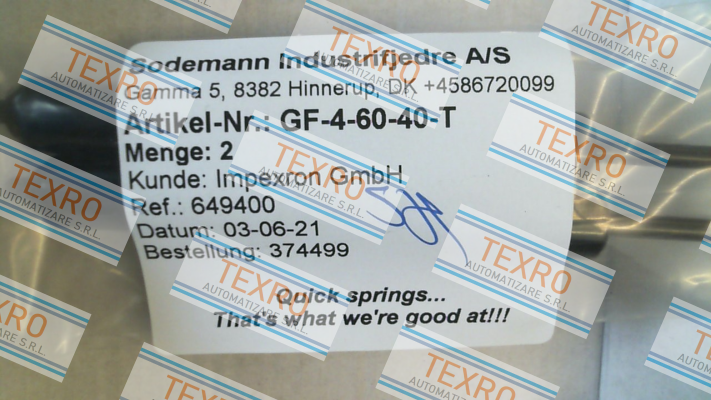 Sodemann Industrifjedre A/S
Gamma 5, 8382 Hinnerup, DK +4586720099
Artikel-Nr.: GF-4-60-40-T
Menge: 2
Kunde: Impexron GmbH
Ref.: 649400
Datum: 03-06-21
Bestellung: 374499
Quick springs...
That's what we're good at!!!
TEXRO
AUTOMATIZARE S.R.L.